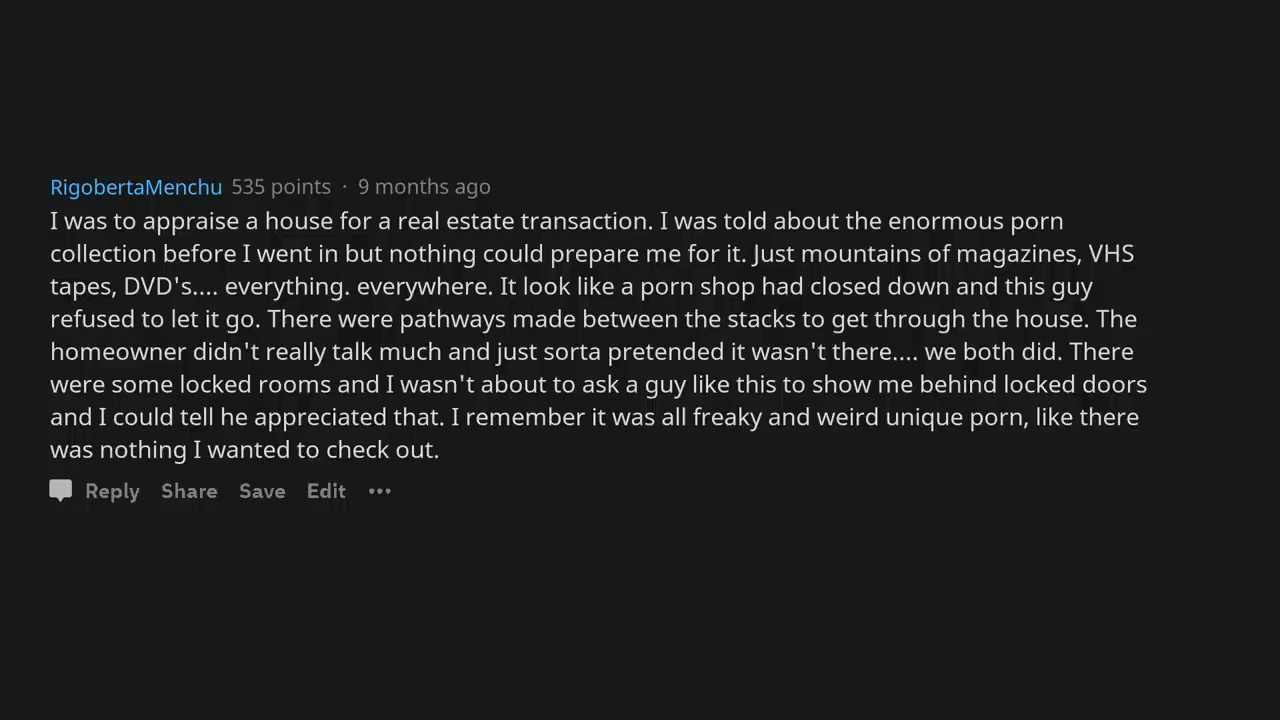 RigobertaMenchu 535 points · 9 months ago
I was to appraise a house for a real estate transaction. I was told about the enormous porn
collection before I went in but nothing could prepare me for it. Just mountains of magazines, VHS
tapes, DVD's.... everything. everywhere. It look like a porn shop had closed down and this guy
refused to let it go. There were pathways made between the stacks to get through the house. The
homeowner didn't really talk much and just sorta pretended it wasn't there.... we both did. There
were some locked rooms and I wasn't about to ask a guy like this to show me behind locked doors
and I could tell he appreciated that. I remember it was all freaky and weird unique porn, like there
was nothing I wanted to check out.
Reply Share Save Edit •••